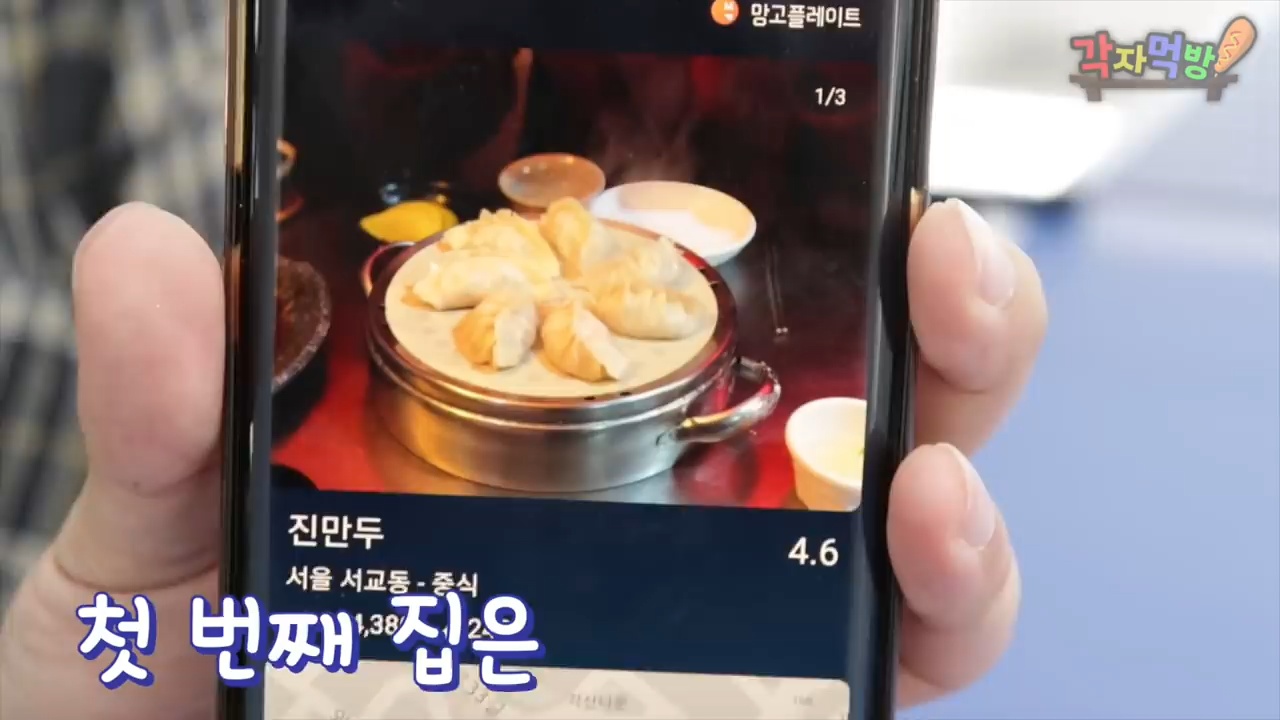 망고플레이트
각자먹방
1/3
진만두
4.6
서울 서교동 - 중식
첫 번째 집은